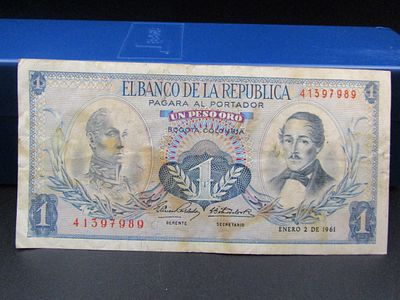 1 EL BANCO DE LA REPUBLICA 1
PAGARA AL PORTADOR
41397989
UN PESO ORO
BOGOTA COLOMBIA
1
1 41397989 1
GERENTE SECRETARIO
ENERO 2 DE 1961